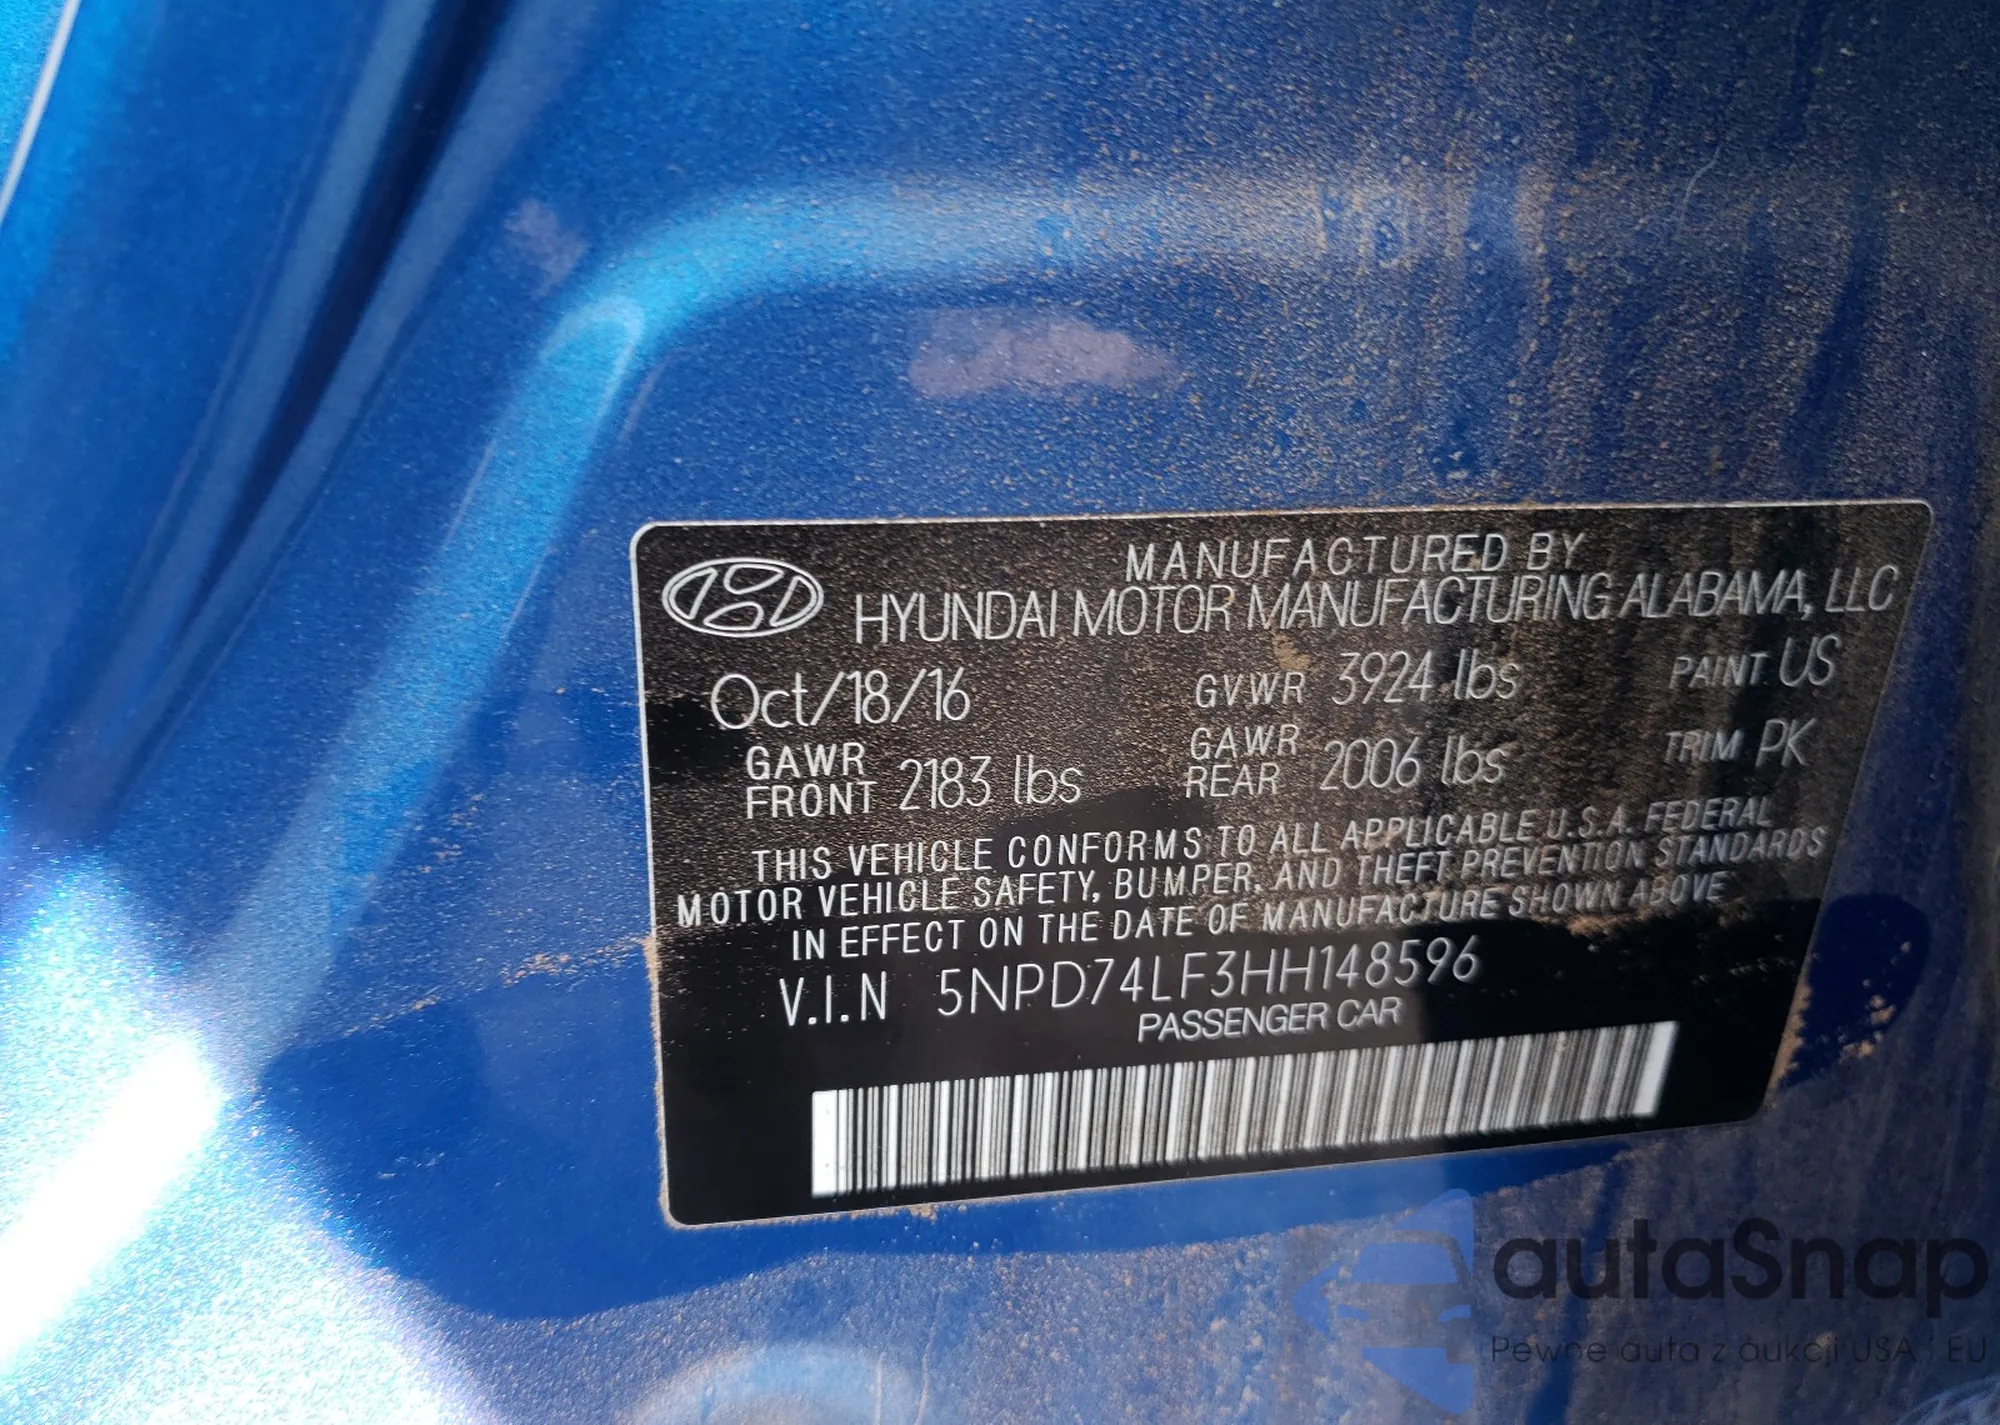 MANUFACTURED BY
HYUNDAI MOTOR MANUFACTURING ALABAMA, LLC
Oct/18/16 GVWR 3924 lbs PAINT US
GAWR FRONT 2183 lbs GAWR REAR 2006 lbs TRIM PK
THIS VEHICLE CONFORMS TO ALL APPLICABLE U.S.A. FEDERAL
MOTOR VEHICLE SAFETY, BUMPER, AND THEFT PREVENTION STANDARDS
IN EFFECT ON THE DATE OF MANUFACTURE SHOWN ABOVE
V.I.N 5NPD74LF3HH148596
PASSENGER CAR
autaSnap
Pewne auta z aukcji USA | EU